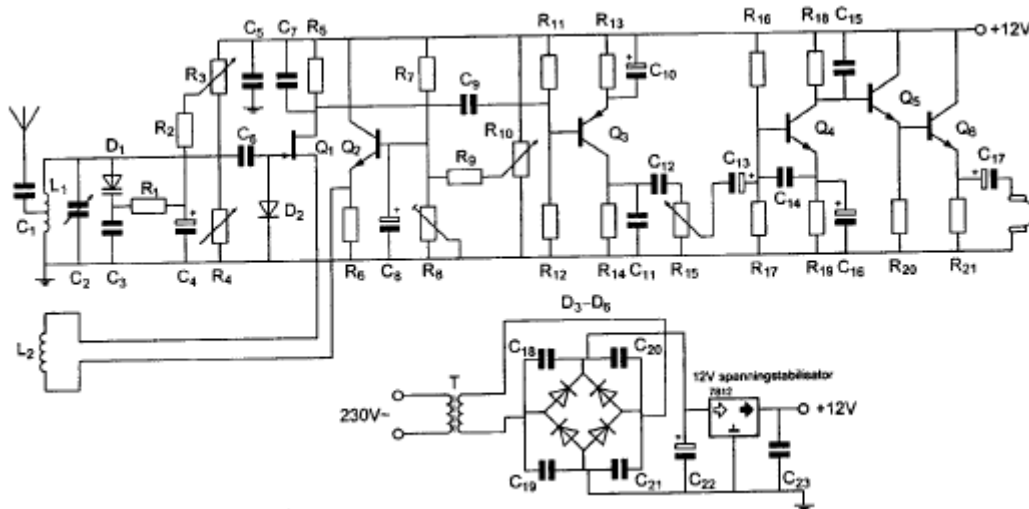 R11 R13 R16 R18 C15
+12V
C5 C7 R5
R3 R7 C9 C10
R2 R10 Q5
C6 Q1 Q2 Q3 Q4 Q6
D1 R9 C12 C13 C17
L1 R1 D2 C14
C1
C2 C3 C4 R4 R6 C8 R8 R12 R14 C11 R15 R17 R19 C16 R20 R21
D3–D6
L2
C18 C20
T 12V spanningstabilisator
7812
230V~ +12V
C19 C21 C22 C23